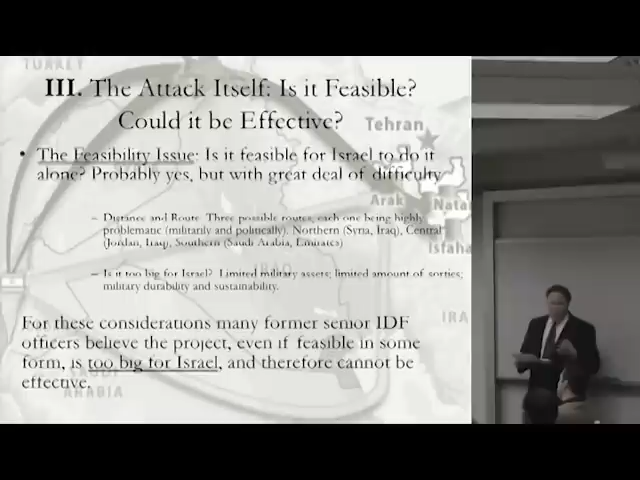 TURKEY
III. The Attack Itself: Is it Feasible?
Could it be Effective?
Tehran
• The Feasibility Issue: Is it feasible for Israel to do it
alone? Probably yes, but with great deal of difficulty
Arak
Natan
– Distance and Route. Three possible routes, each one being highly
problematic (militarily and politically). Northern (Syria, Iraq), Central
(Jordan, Iraq), Southern (Saudi Arabia, Emirates)
Isfaha
IRAQ
– Is it too big for Israel? Limited military assets; limited amount of sorties;
military durability and sustainability.
IRA
For these considerations many former senior IDF
officers believe the project, even if feasible in some
form, is too big for Israel, and therefore cannot be
SAUDI
effective.
ARABIA